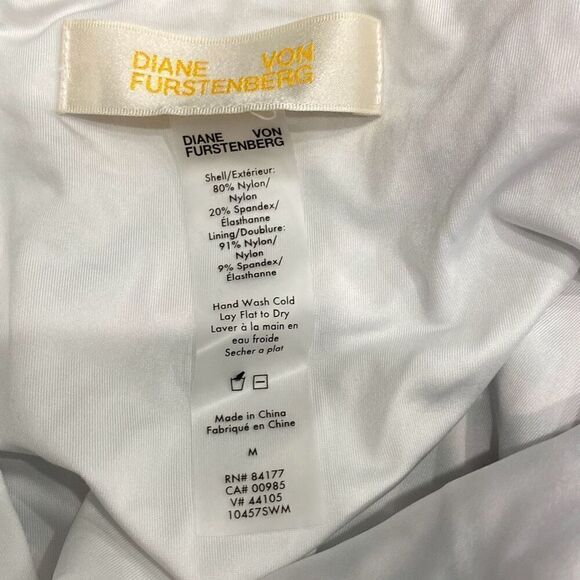 DIANE VON
FURSTENBERG
DIANE VON
FURSTENBERG
Shell/Extérieur:
80% Nylon/
Nylon
20% Spandex/
Élasthanne
Lining/Doublure:
91% Nylon/
Nylon
9% Spandex/
Élasthanne
Hand Wash Cold
Lay Flat to Dry
Laver à la main en
eau froide
Secher a plat
Made in China
Fabriqué en Chine
M
RN# 84177
CA# 00985
V# 44105
10457SWM